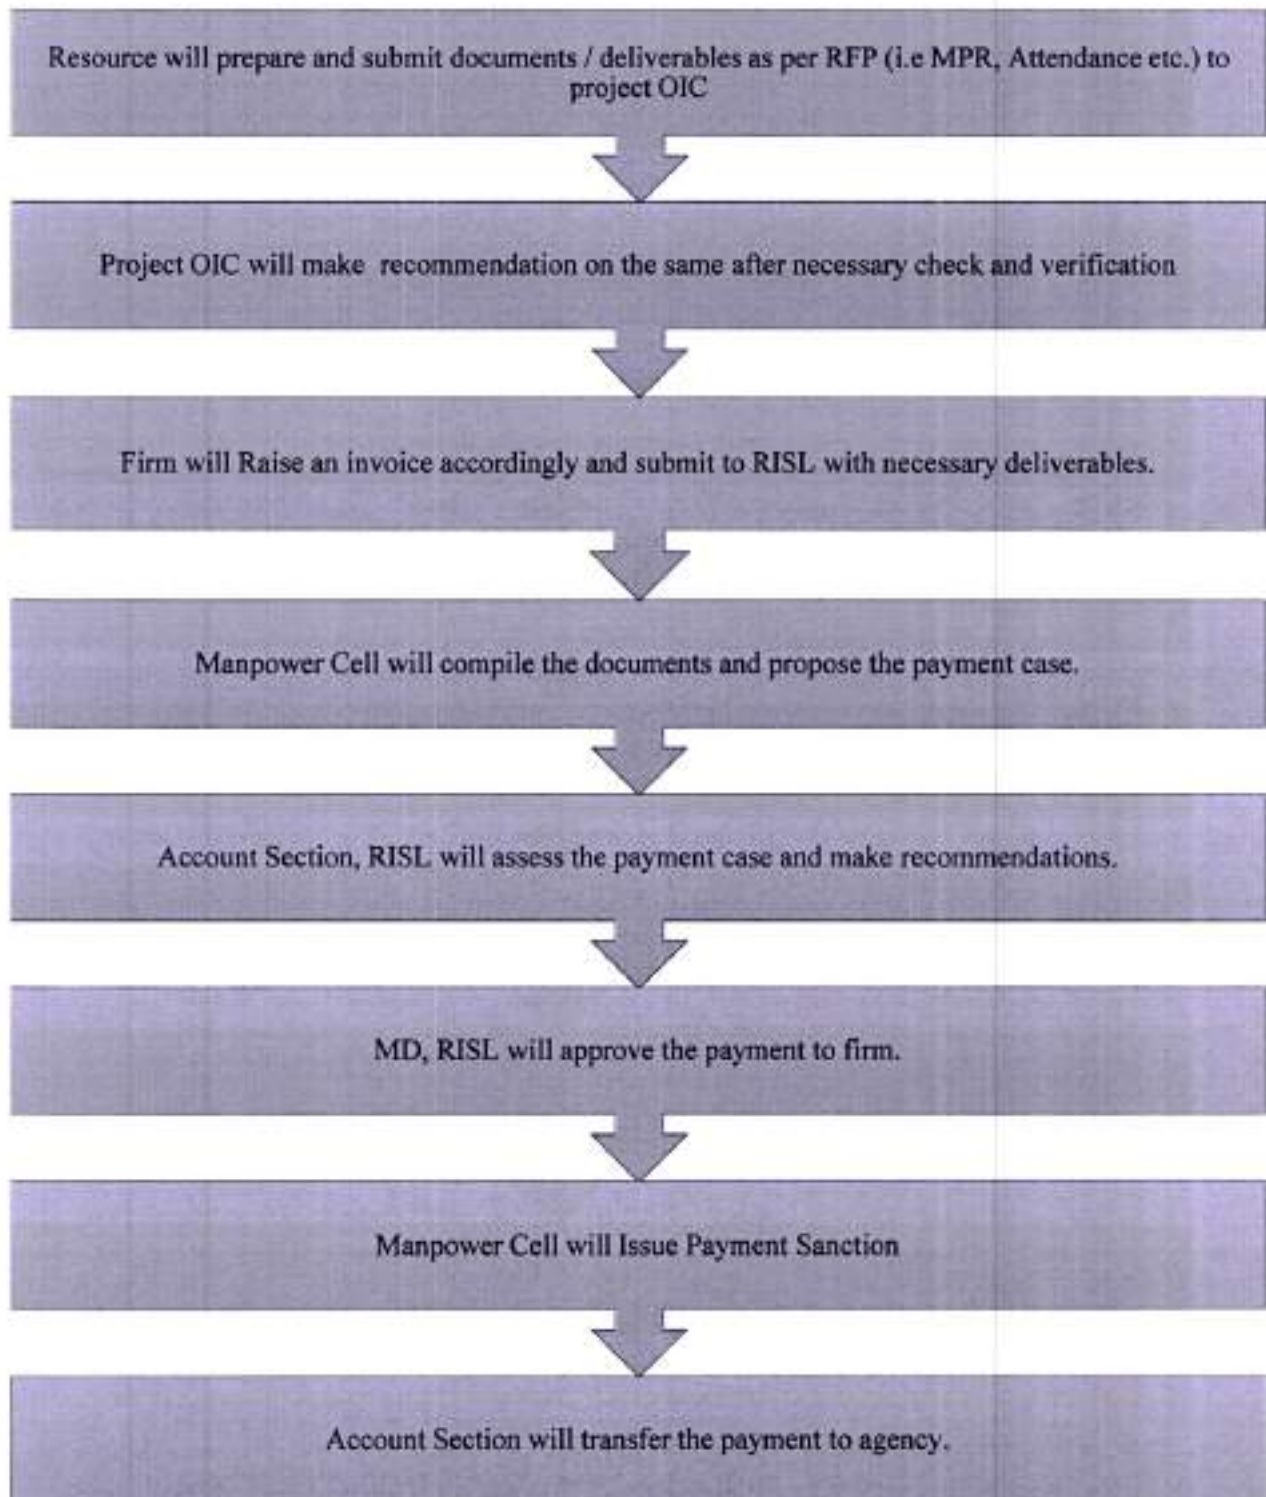 Resource will prepare and submit documents / deliverables as per RFP (i.e MPR, Attendance etc.) to
project OIC
Project OIC will make recommendation on the same after necessary check and verification
Firm will Raise an invoice accordingly and submit to RISL with necessary deliverables.
Manpower Cell will compile the documents and propose the payment case.
Account Section, RISL will assess the payment case and make recommendations.
MD, RISL will approve the payment to firm.
Manpower Cell will Issue Payment Sanction
Account Section will transfer the payment to agency.